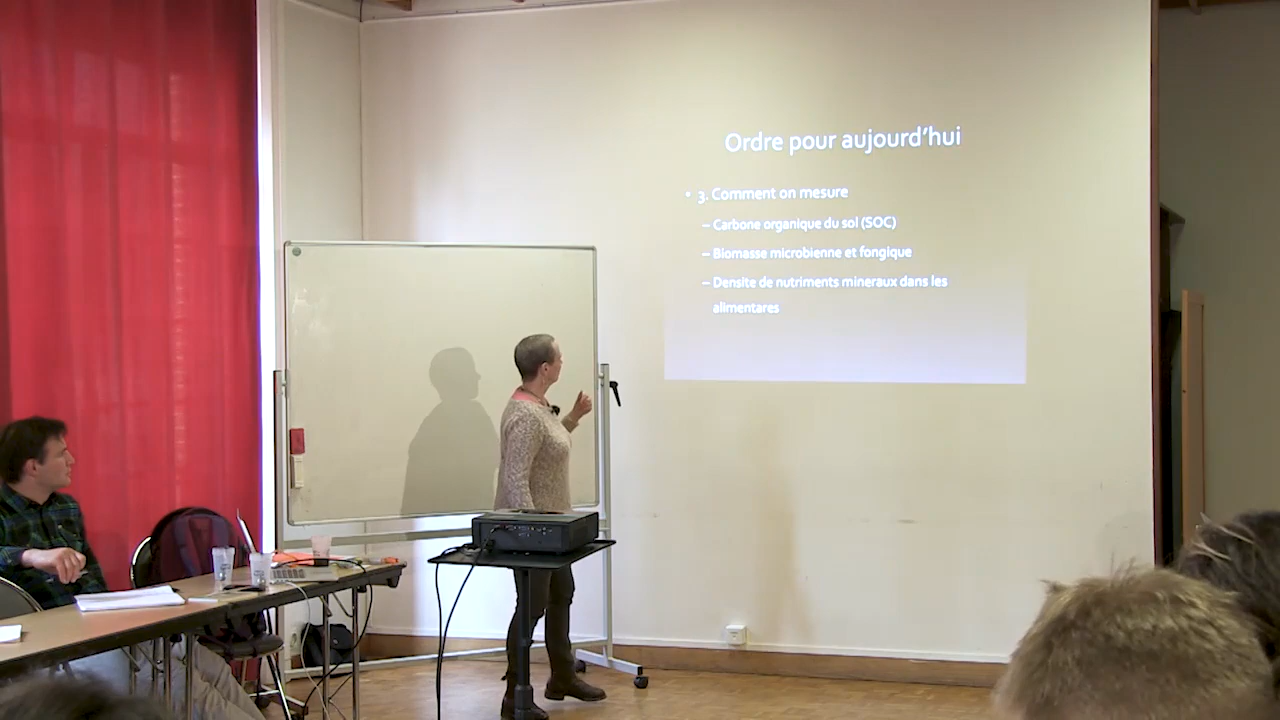 Ordre pour aujourd'hui
• 3. Comment on mesure
– Carbone organique du sol (SOC)
– Biomasse microbienne et fongique
– Densite de nutriments mineraux dans les
alimentares